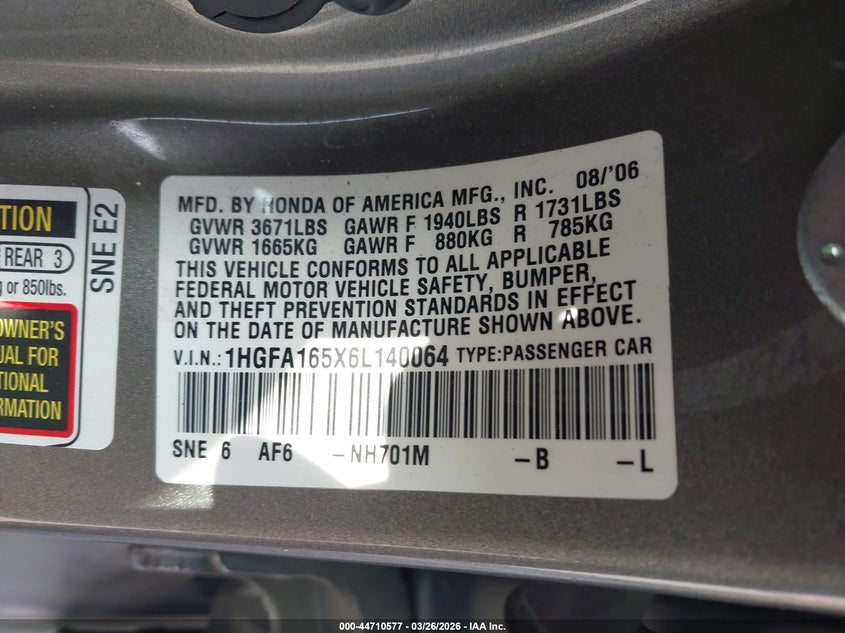 TION
REAR 3
g or 850lbs.
OWNER'S
UAL FOR
TIONAL
RMATION
SNE E2
MFD. BY HONDA OF AMERICA MFG., INC. 08/'06
GVWR 3671LBS GAWR F 1940LBS R 1731LBS
GVWR 1665KG GAWR F 880KG R 785KG
THIS VEHICLE CONFORMS TO ALL APPLICABLE
FEDERAL MOTOR VEHICLE SAFETY, BUMPER,
AND THEFT PREVENTION STANDARDS IN EFFECT
ON THE DATE OF MANUFACTURE SHOWN ABOVE.
V.I.N.: 1HGFA165X6L140064 TYPE:PASSENGER CAR
SNE 6 AF6 -NH701M -B -L
000-44710577 - 03/26/2026 - IAA Inc.